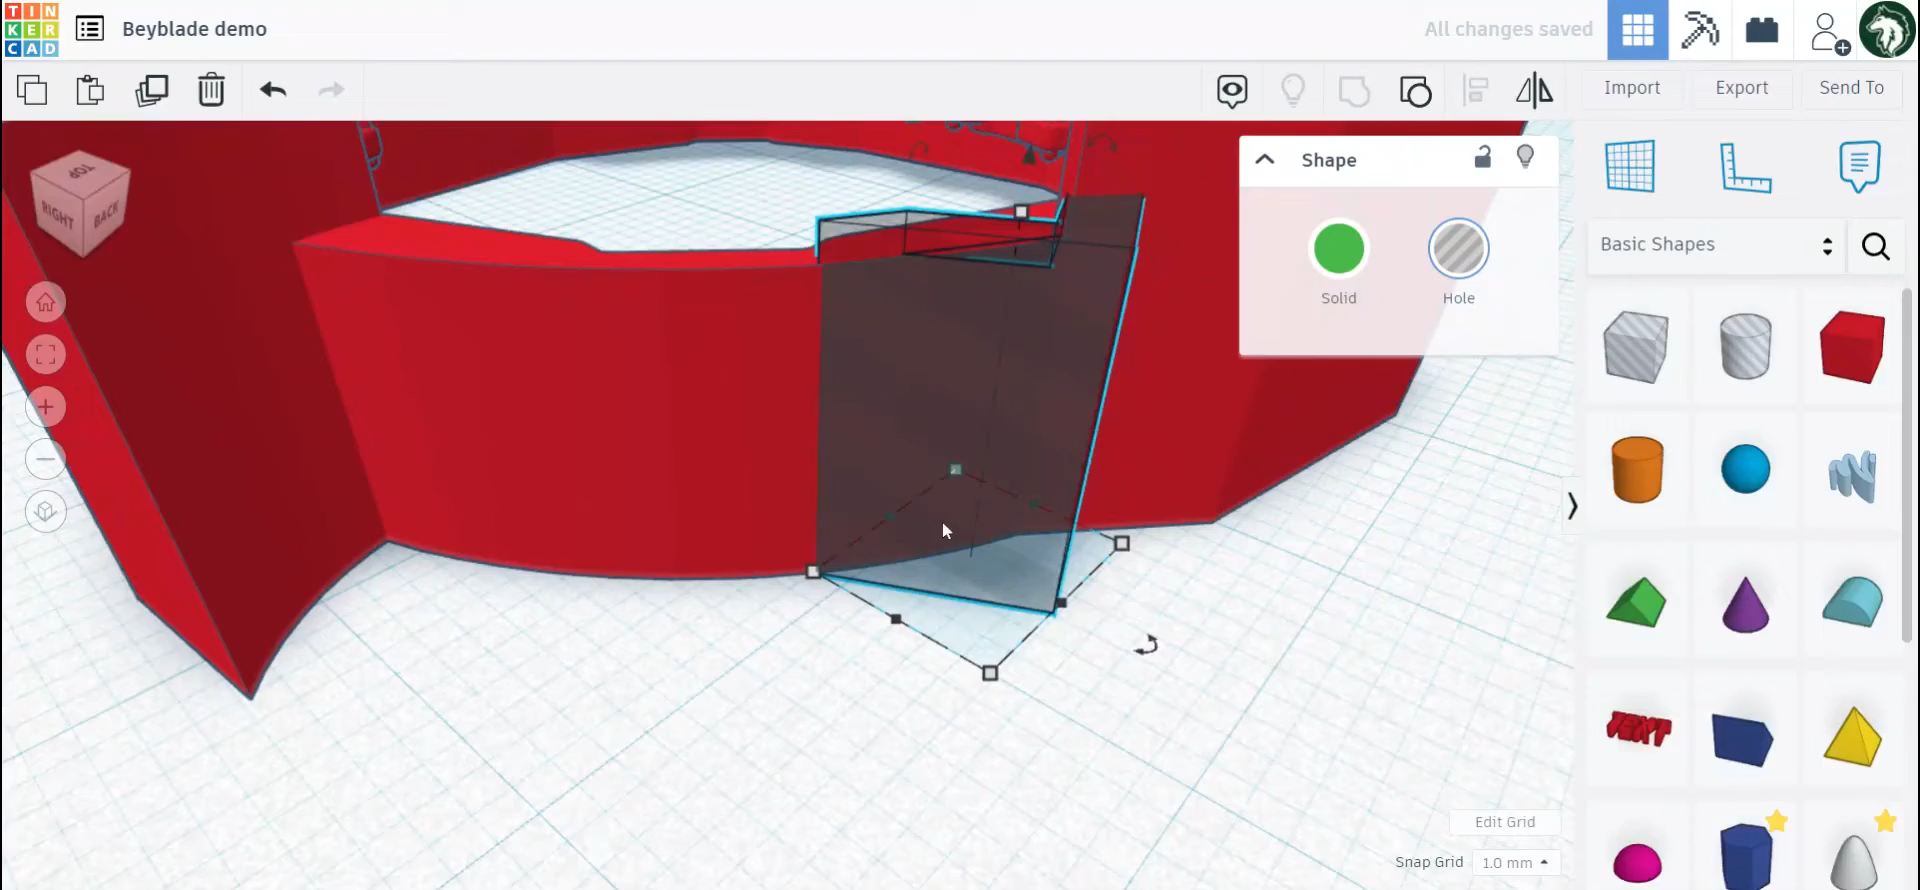 TIN
KER
CAD
Beyblade demo
All changes saved
Import
Export
Send To
TOP
RIGHT
BACK
Shape
Solid
Hole
Basic Shapes
TEXT
Edit Grid
Snap Grid
1.0 mm